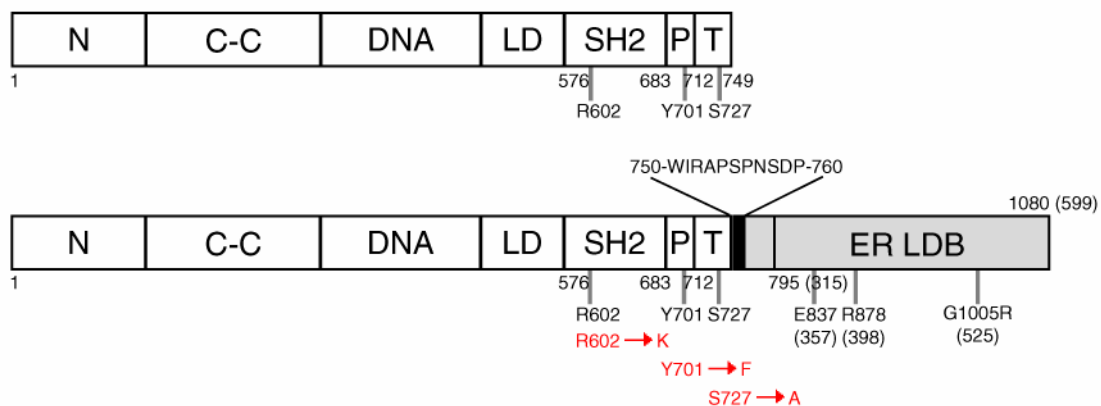 N C-C DNA LD SH2 P T
1 576 683 712 749
R602 Y701 S727
750-WIRAPSPNSDP-760
1080 (599)
N C-C DNA LD SH2 P T ER LDB
1 576 683 712 795 (315)
R602 Y701 S727 E837 R878 G1005R
(357) (398) (525)
R602 → K
Y701 → F
S727 → A